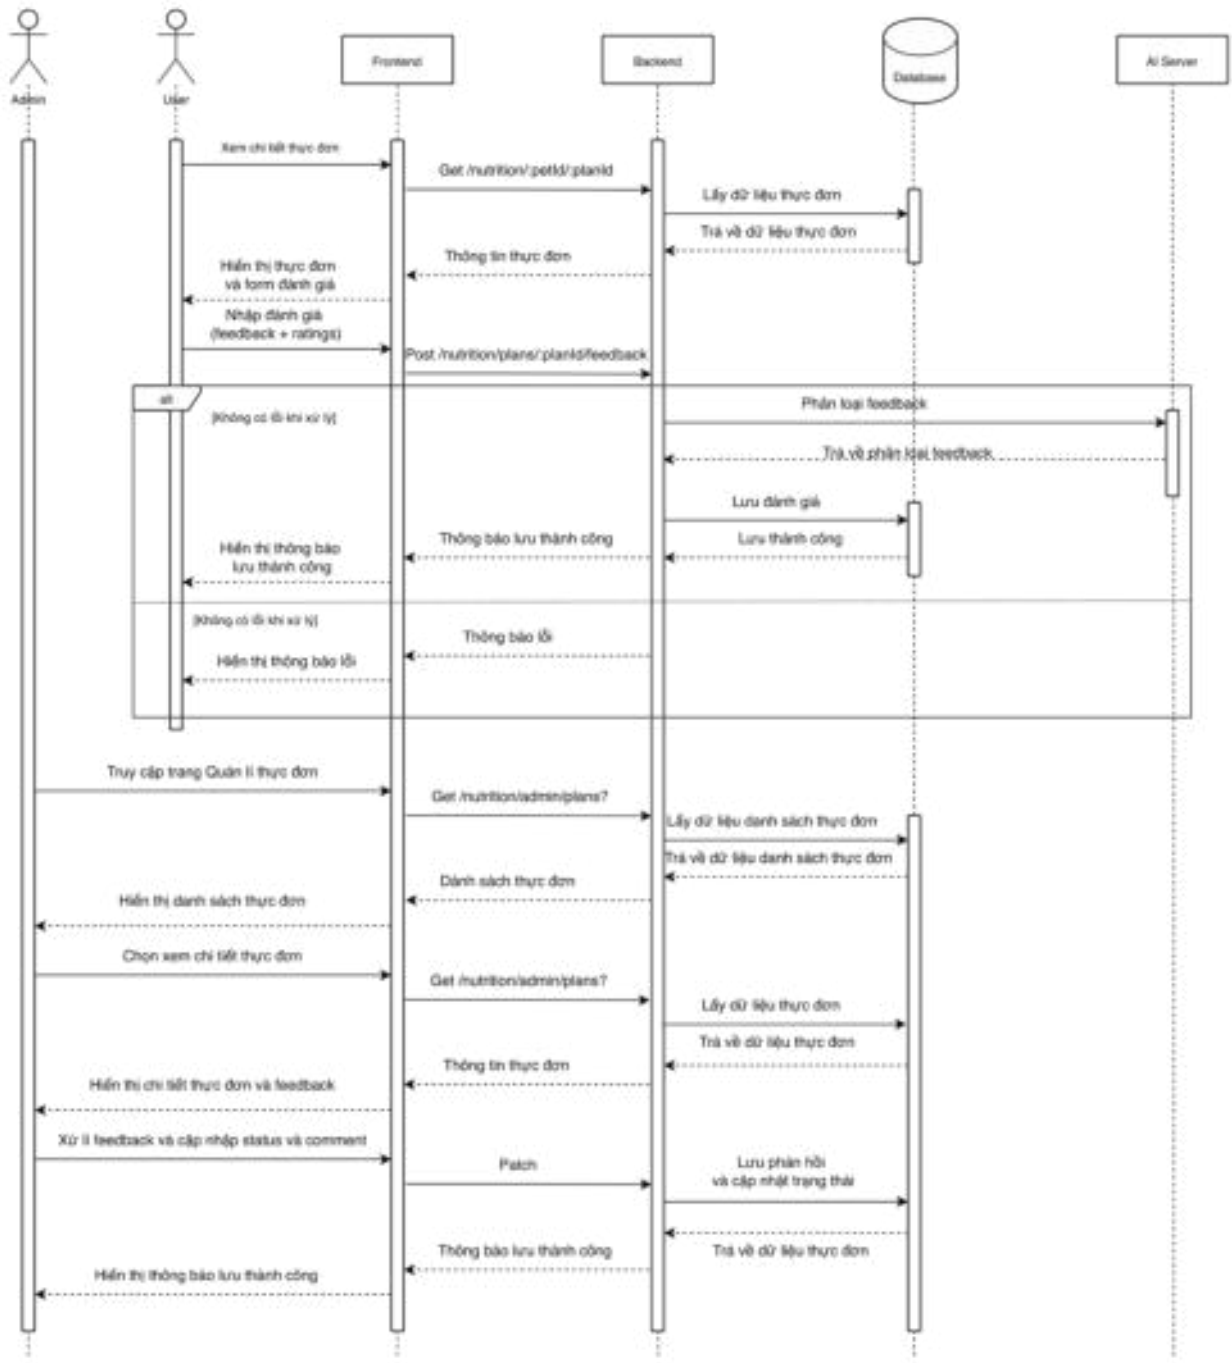 Admin
User
Frontend
Backend
Database
AI Server
Xem chi tiết thực đơn
Get /nutrition/:petId/:planId
Lấy dữ liệu thực đơn
Trả về dữ liệu thực đơn
Thông tin thực đơn
Hiển thị thực đơn
và form đánh giá
Nhập đánh giá
(feedback + ratings)
Post /nutrition/plans/:planId/feedback
alt
[Không có lỗi khi xử lý]
Phân loại feedback
Trả về phân loại feedback
Lưu đánh giá
Lưu thành công
Thông báo lưu thành công
Hiển thị thông báo
lưu thành công
[Không có lỗi khi xử lý]
Thông báo lỗi
Hiển thị thông báo lỗi
Truy cập trang Quản lí thực đơn
Get /nutrition/admin/plans?
Lấy dữ liệu danh sách thực đơn
Trả về dữ liệu danh sách thực đơn
Dánh sách thực đơn
Hiển thị danh sách thực đơn
Chọn xem chi tiết thực đơn
Get /nutrition/admin/plans?
Lấy dữ liệu thực đơn
Trả về dữ liệu thực đơn
Thông tin thực đơn
Hiển thị chi tiết thực đơn và feedback
Xử lí feedback và cập nhập status và comment
Patch
Lưu phản hồi
và cập nhật trạng thái
Trả về dữ liệu thực đơn
Thông báo lưu thành công
Hiển thị thông báo lưu thành công